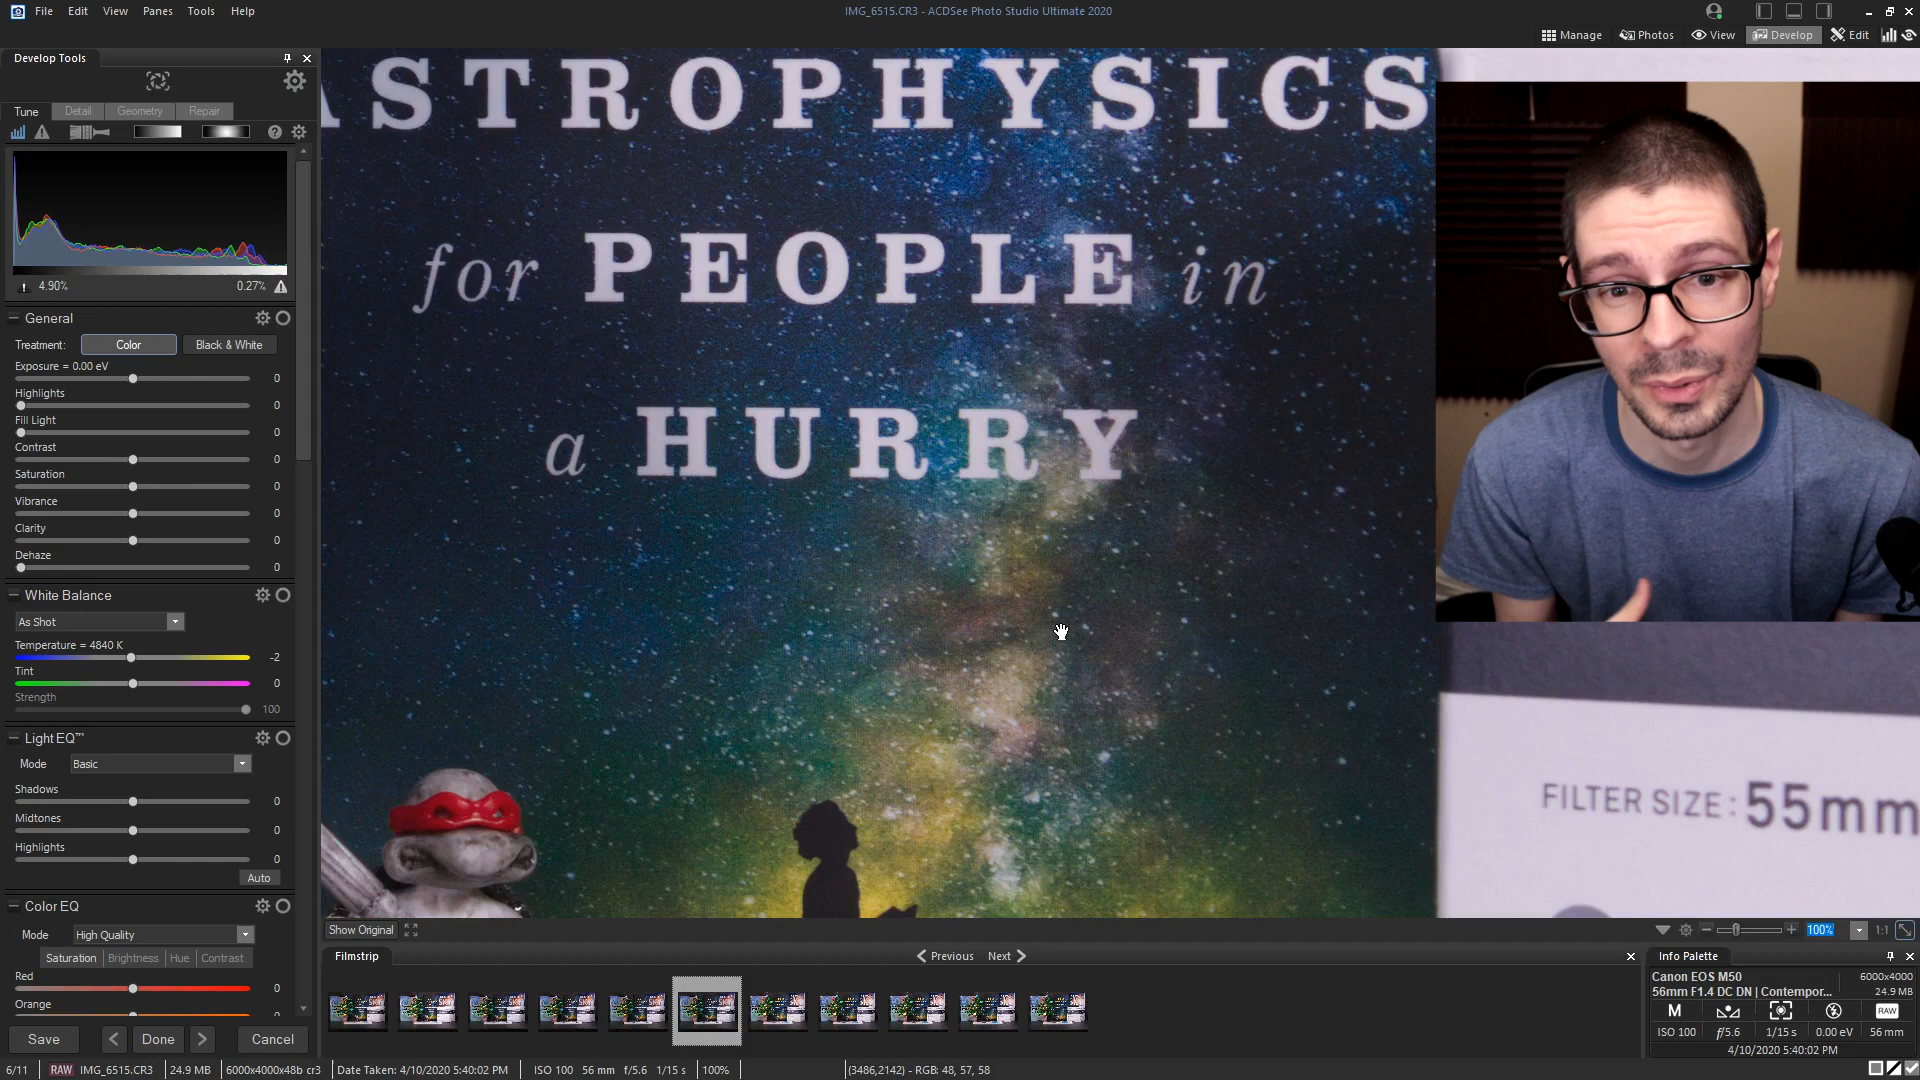 File Edit View Panes Tools Help
IMG_6515.CR3 - ACDSee Photo Studio Ultimate 2020
Manage Photos View Develop Edit
Develop Tools
Tune Detail Geometry Repair
4.90% 0.27%
General
Treatment: Color Black & White
Exposure = 0.00 eV
0
Highlights
0
Fill Light
0
Contrast
0
Saturation
0
Vibrance
0
Clarity
0
Dehaze
0
White Balance
As Shot
Temperature = 4840 K
-2
Tint
0
Strength
100
Light EQ™
Mode Basic
Shadows
0
Midtones
0
Highlights
0
Auto
Color EQ
Mode High Quality
Saturation Brightness Hue Contrast
Red
0
Orange
Save Done Cancel
ASTROPHYSICS
for PEOPLE in
a HURRY
FILTER SIZE: 55mm
Show Original
100% 1:1
Filmstrip
Previous Next
Info Palette
Canon EOS M50 6000x4000
56mm F1.4 DC DN | Contempor... 24.9 MB
M RAW
ISO 100 f/5.6 1/15 s 0.00 eV 56 mm
4/10/2020 5:40:02 PM
6/11 RAW IMG_6515.CR3 24.9 MB 6000x4000x48b cr3 Date Taken: 4/10/2020 5:40:02 PM ISO 100 56 mm f/5.6 1/15 s 100% (3486,2142) - RGB: 48, 57, 58